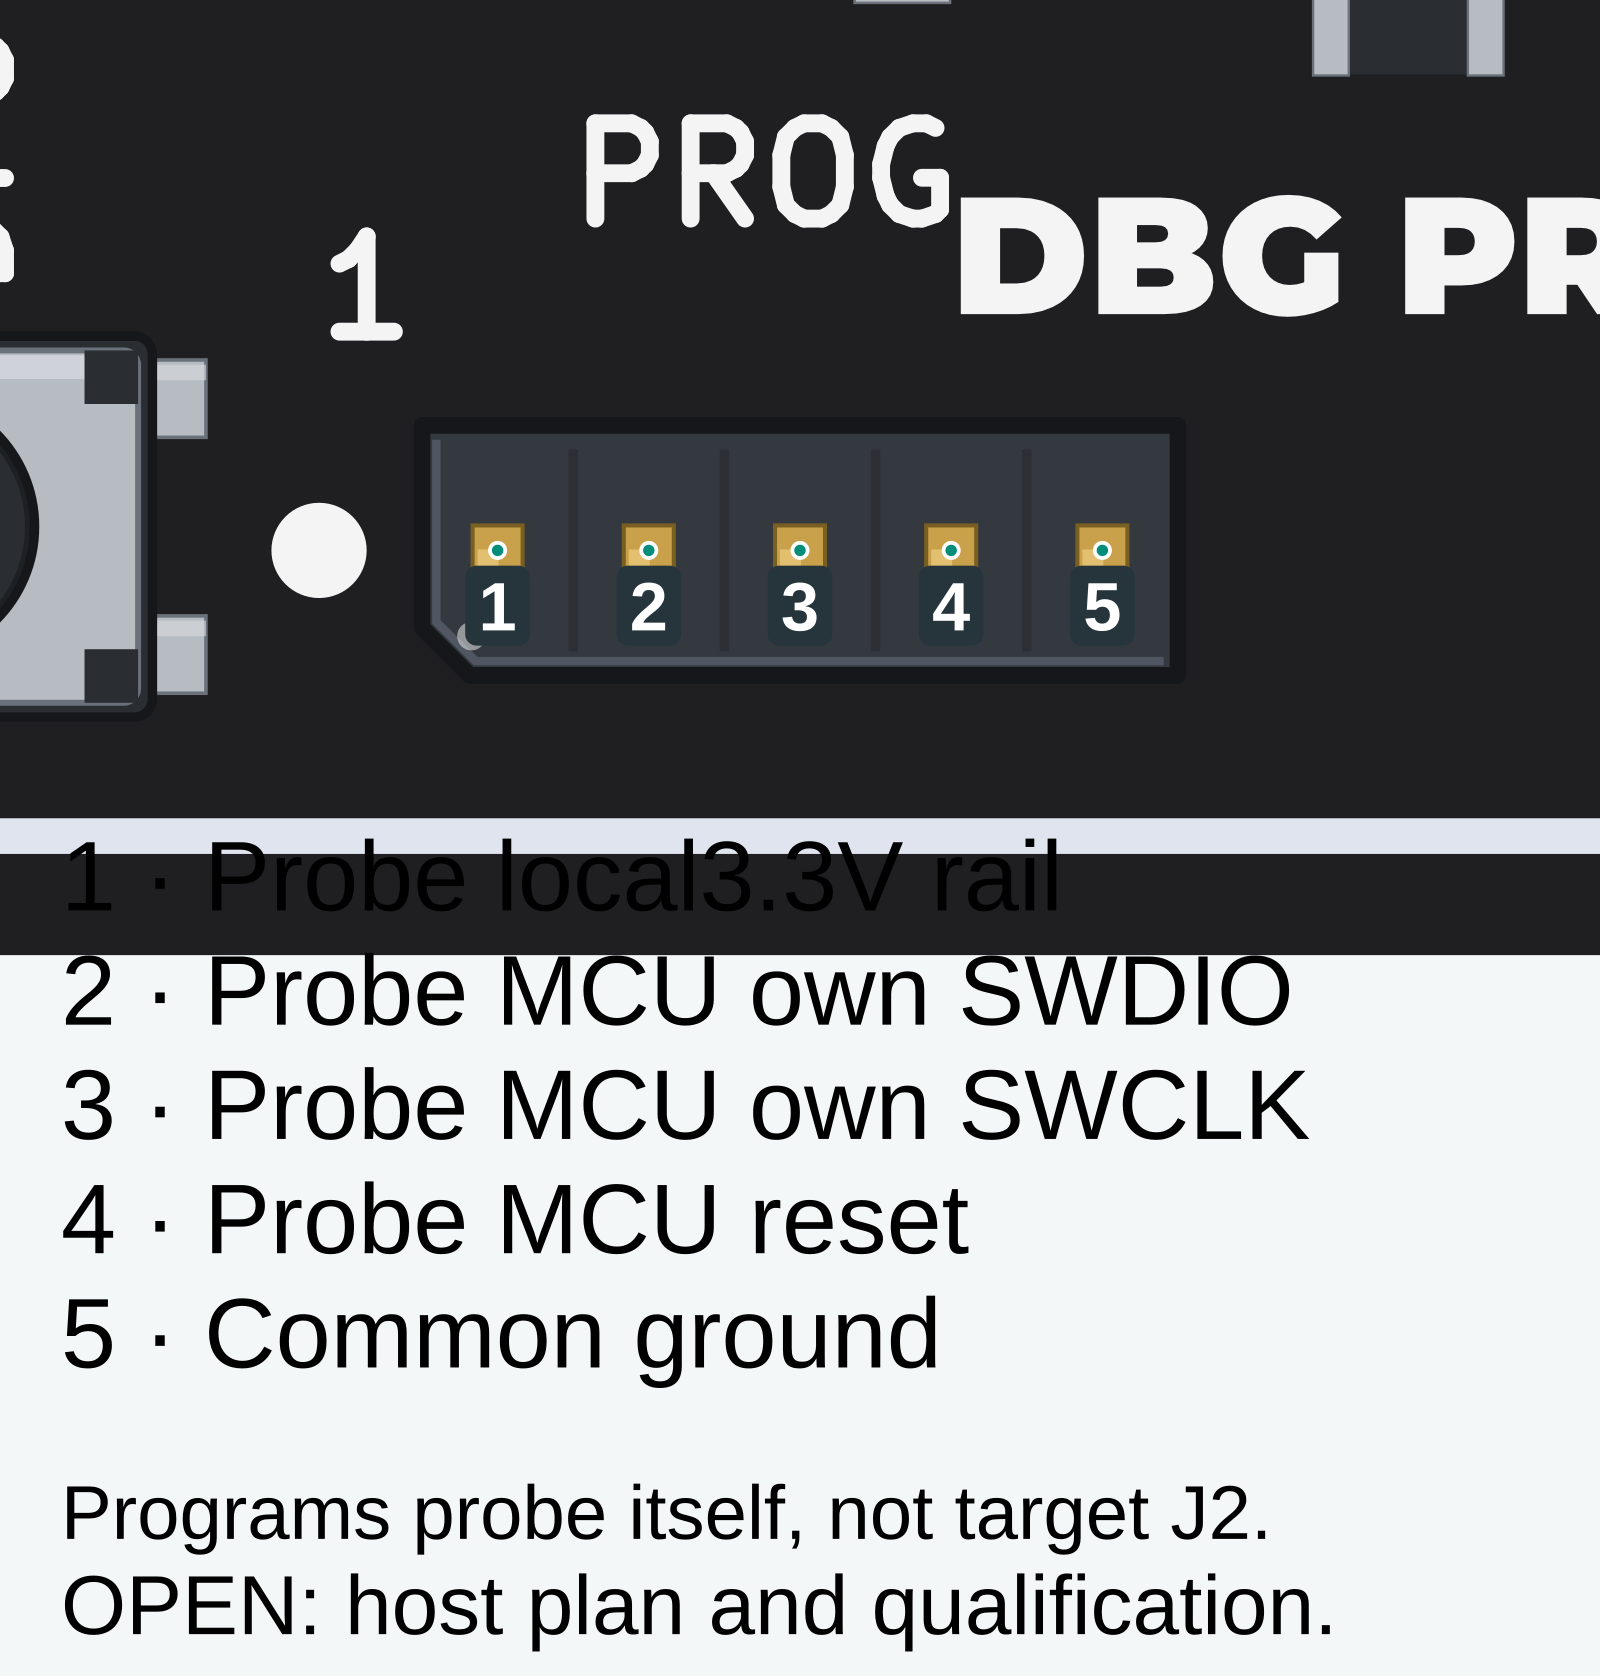 PROG
DBG PR
1
1 2 3 4 5
1 · Probe local3.3V rail
2 · Probe MCU own SWDIO
3 · Probe MCU own SWCLK
4 · Probe MCU reset
5 · Common ground
Programs probe itself, not target J2.
OPEN: host plan and qualification.